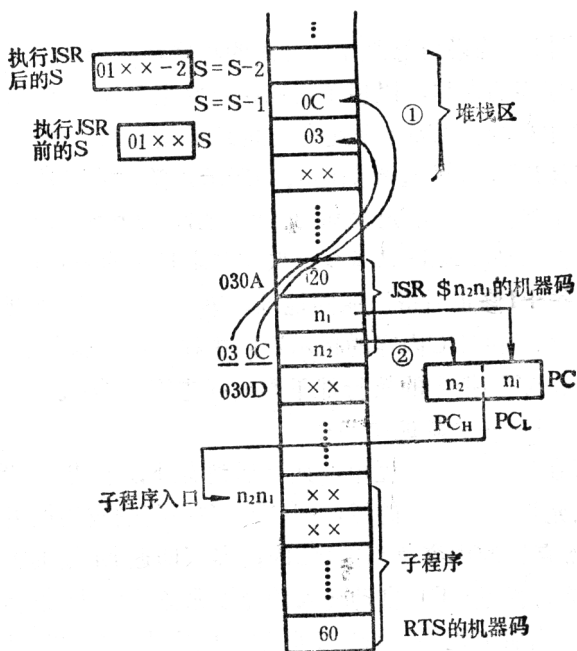 执行JSR
后的S
01××-2
S=S-2
S=S-1
0C
①
堆栈区
执行JSR
前的S
01××
S
03
××
030A
20
JSR $n₂n₁的机器码
n₁
03 0C
n₂
②
030D
××
n₂ n₁ PC
PCH PCL
子程序入口
n₂n₁
××
××
子程序
60
RTS的机器码